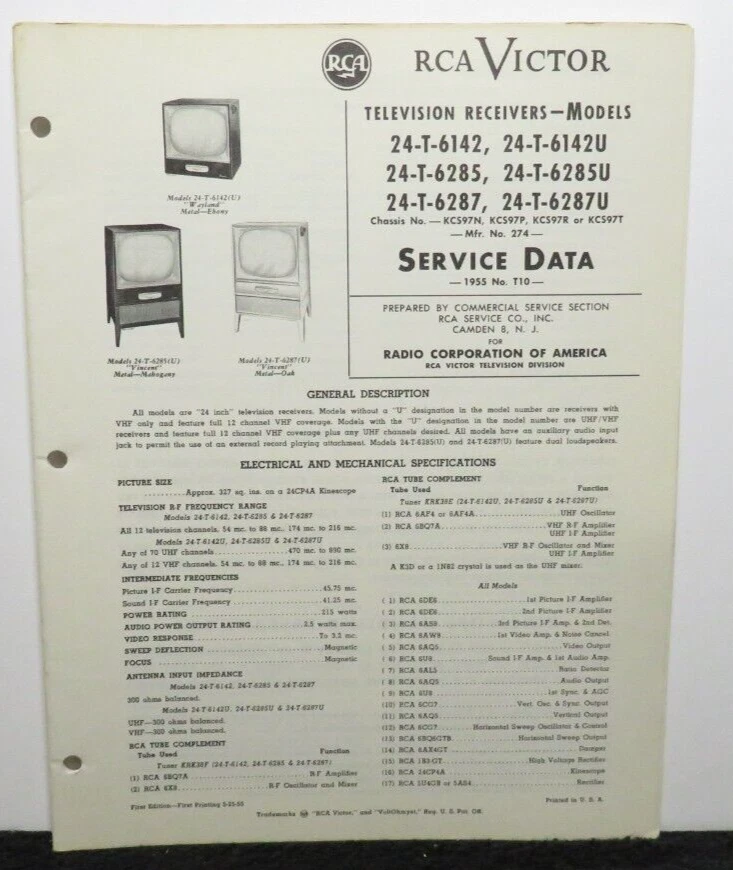 RCA
RCA VICTOR
TELEVISION RECEIVERS—MODELS
24-T-6142, 24-T-6142U
24-T-6285, 24-T-6285U
24-T-6287, 24-T-6287U
Chassis No. — KCS97N, KCS97P, KCS97R or KCS97T
— Mfr. No. 274 —
SERVICE DATA
— 1955 No. T10 —
PREPARED BY COMMERCIAL SERVICE SECTION
RCA SERVICE CO., INC.
CAMDEN 8, N. J.
FOR
RADIO CORPORATION OF AMERICA
RCA VICTOR TELEVISION DIVISION
Models 24-T-6142(U)
"Wayland"
Metal—Ebony
Models 24-T-6285(U)
"Vincent"
Metal—Mahogany
Models 24-T-6287(U)
"Vincent"
Metal—Oak
GENERAL DESCRIPTION
All models are "24 inch" television receivers. Models without a "U" designation in the model number are receivers with
VHF only and feature full 12 channel VHF coverage. Models with the "U" designation in the model number are UHF/VHF
receivers and feature full 12 channel VHF coverage plus any UHF channels desired. All models have an auxiliary audio input
jack to permit the use of an external record playing attachment. Models 24-T-6285(U) and 24-T-6287(U) feature dual loudspeakers.
ELECTRICAL AND MECHANICAL SPECIFICATIONS
PICTURE SIZE
..........Approx. 327 sq. ins. on a 24CP4A Kinescope
TELEVISION R-F FREQUENCY RANGE
Models 24-T-6142, 24-T-6285 & 24-T-6287
All 12 television channels, 54 mc. to 88 mc., 174 mc. to 216 mc.
Models 24-T-6142U, 24-T-6285U & 24-T-6287U
Any of 70 UHF channels..............470 mc. to 890 mc.
Any of 12 VHF channels, 54 mc. to 88 mc., 174 mc. to 216 mc.
INTERMEDIATE FREQUENCIES
Picture I-F Carrier Frequency..................45.75 mc.
Sound I-F Carrier Frequency..................41.25 mc.
POWER RATING..................215 watts
AUDIO POWER OUTPUT RATING..........3.5 watts max.
VIDEO RESPONSE..................To 3.2 mc.
SWEEP DEFLECTION..................Magnetic
FOCUS..................Magnetic
ANTENNA INPUT IMPEDANCE
Models 24-T-6142, 24-T-6285 & 24-T-6287
300 ohms balanced.
Models 24-T-6142U, 24-T-6285U & 24-T-6287U
UHF—300 ohms balanced.
VHF—300 ohms balanced.
RCA TUBE COMPLEMENT
Tube Used Function
Tuner KRK38F (24-T-6142, 24-T-6285 & 24-T-6287)
(1) RCA 6BQ7A..................R-F Amplifier
(2) RCA 6X8..................R-F Oscillator and Mixer
RCA TUBE COMPLEMENT
Tube Used Function
Tuner KRK39E (24-T-6142U, 24-T-6285U & 24-T-6287U)
(1) RCA 6AF4 or 6AF4A..................UHF Oscillator
(2) RCA 6BQ7A..................VHF R-F Amplifier
UHF I-F Amplifier
(3) 6X8..................VHF R-F Oscillator and Mixer
UHF I-F Amplifier
A K3D or a 1N82 crystal is used as the UHF mixer.
All Models
( 1) RCA 6DE6..................1st Picture I-F Amplifier
( 2) RCA 6DE6..................2nd Picture I-F Amplifier
( 3) RCA 6AS8..................3rd Picture I-F Amp. & 2nd Det.
( 4) RCA 6AW8..................1st Video Amp. & Noise Cancel.
( 5) RCA 6AQ5..................Video Output
( 6) RCA 6U8..................Sound I-F Amp. & 1st Audio Amp.
( 7) RCA 6AL5..................Ratio Detector
( 8) RCA 6AQ5..................Audio Output
( 9) RCA 6U8..................1st Sync. & AGC
(10) RCA 6CG7..................Vert. Osc. & Sync. Output
(11) RCA 6AQ5..................Vertical Output
(12) RCA 6CG7..................Horizontal Sweep Oscillator & Control
(13) RCA 6BQ6GTB..................Horizontal Sweep Output
(14) RCA 6AX4GT..................Damper
(15) RCA 1B3GT..................High Voltage Rectifier
(16) RCA 24CP4A..................Kinescope
(17) RCA 5U4GB or 5AS4..................Rectifier
First Edition—First Printing
Printed in U. S. A.
Trademarks RCA "RCA Victor," and "VoltOhmyst," Reg. U. S. Pat. Off.